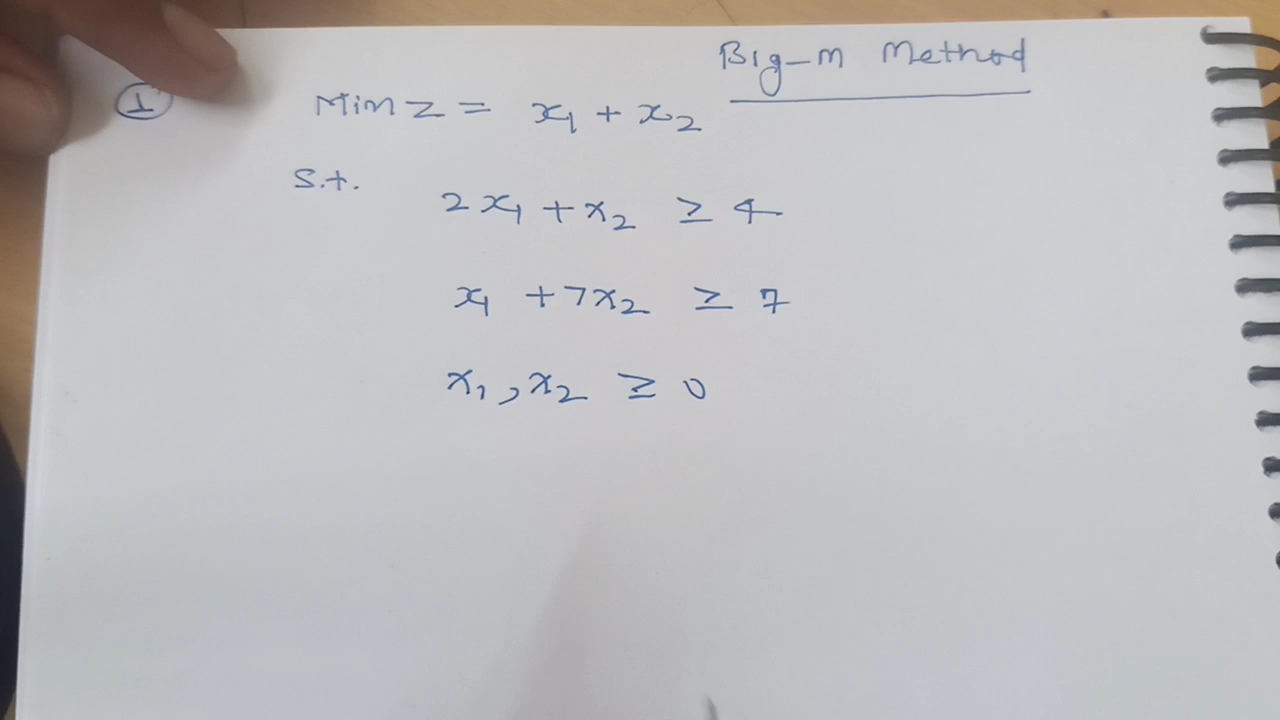 Big-M Method
① Min Z = x₁ + x₂
S.t.
2x₁ + x₂ ≥ 4
x₁ + 7x₂ ≥ 7
x₁, x₂ ≥ 0